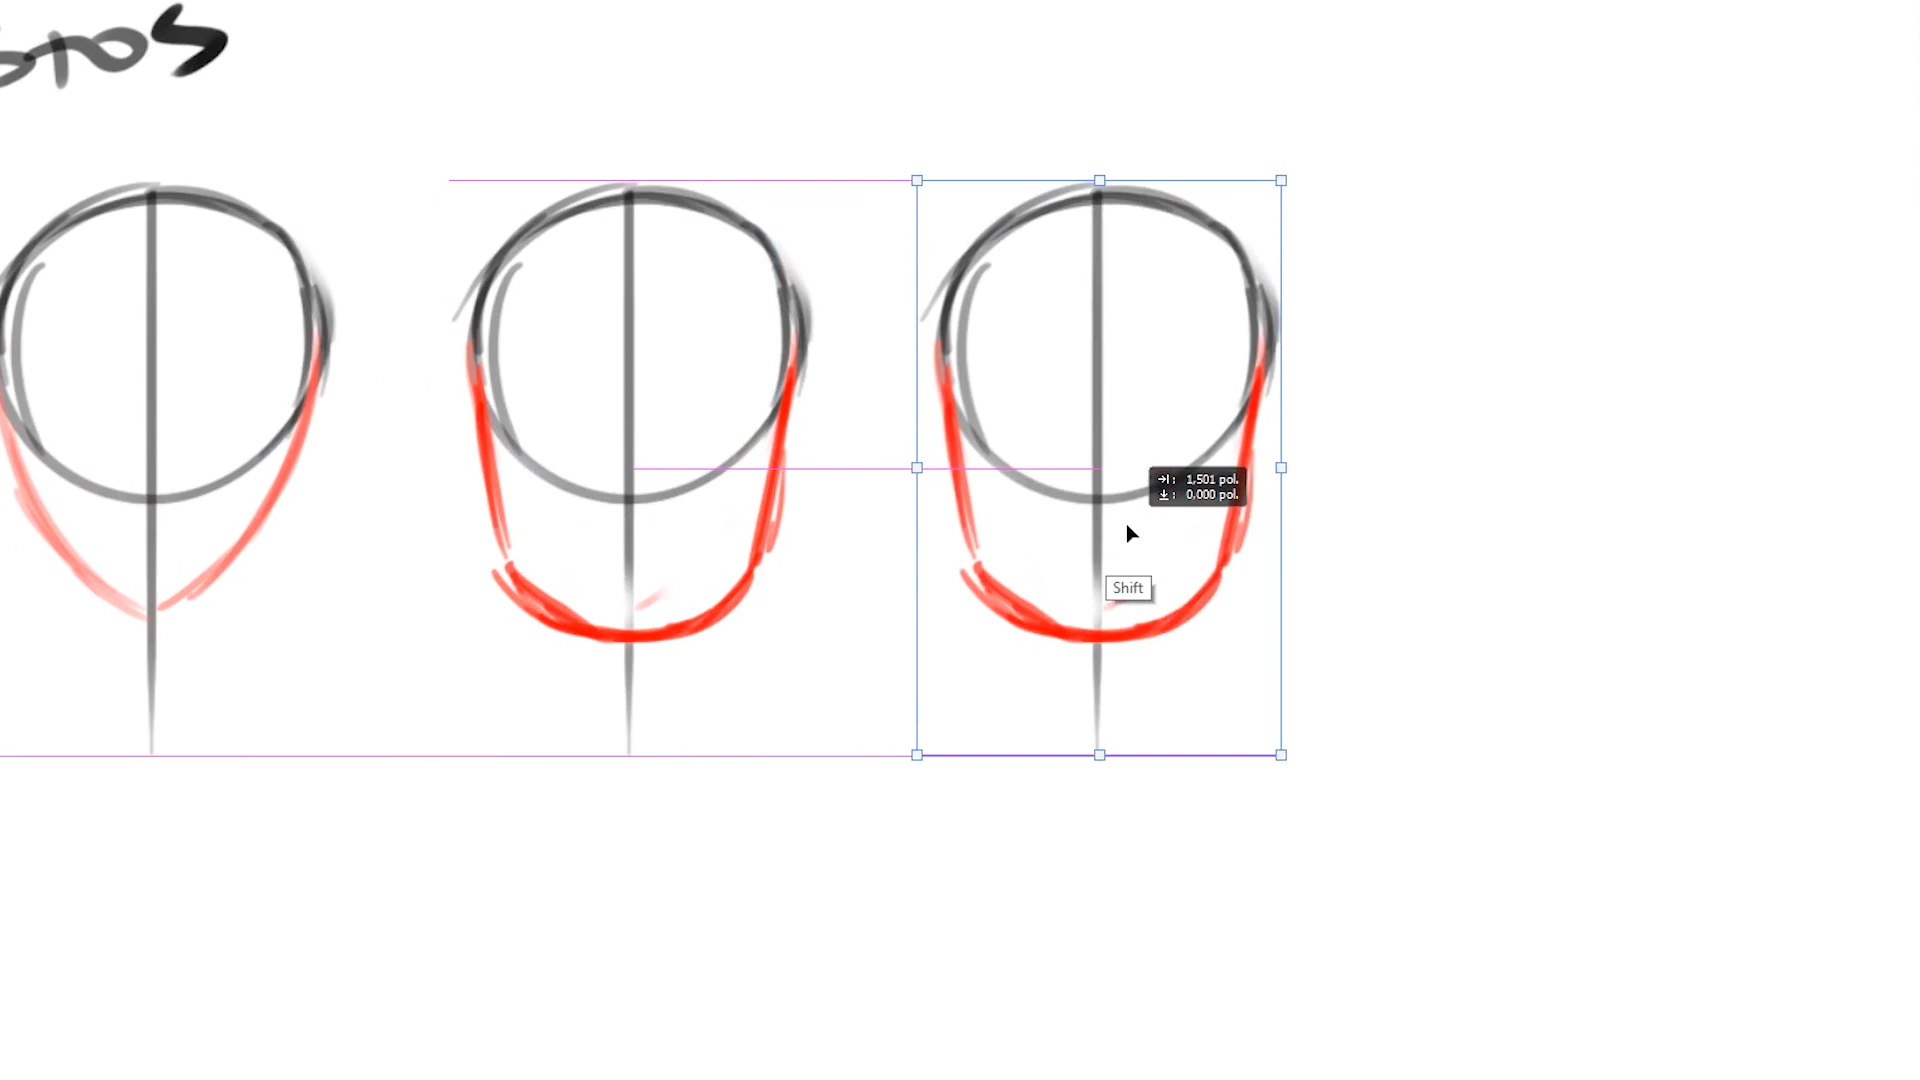 →|: 1,501 pol.
↓: 0,000 pol.
Shift